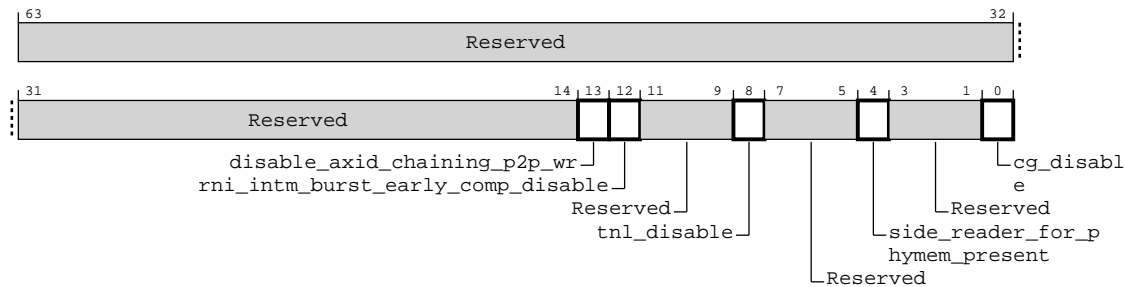 63 32
Reserved
31 14 13 12 11 9 8 7 5 4 3 1 0
Reserved
disable_axid_chaining_p2p_wr
cg_disabl
e
rni_intm_burst_early_comp_disable
Reserved
Reserved
tnl_disable
side_reader_for_p
hymem_present
Reserved